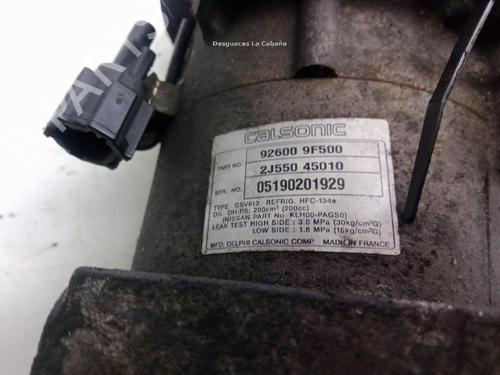 Desguaces La Cabaña
PARTS
CALSONIC
92600 9F500
PART NO. 2J550 45010
SER. NO. 05190201929
TYPE CSV613 REFRIG. HFC-134a
OIL DH-PS: 200cm³ (200cc)
(NISSAN PART No. KLH00-PAGS0)
LEAK TEST HIGH SIDE : 3.0 MPa (30kg/cm²G)
LOW SIDE : 1.6 MPa (16kg/cm²G)
MFD. DELPHI CALSONIC COMP. MADE IN FRANCE